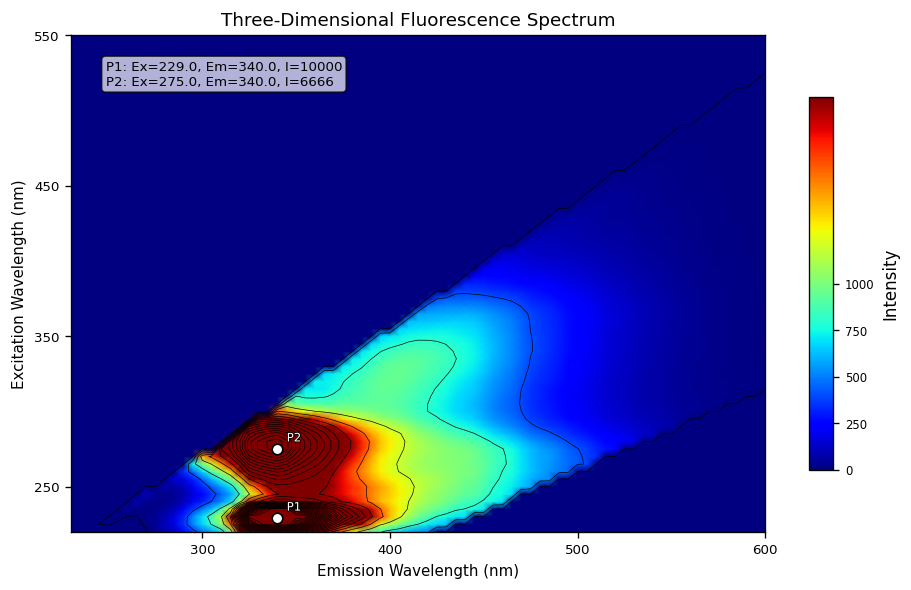 Three-Dimensional Fluorescence Spectrum
550
P1: Ex=229.0, Em=340.0, I=10000
P2: Ex=275.0, Em=340.0, I=6666
450
350
250
Excitation Wavelength (nm)
P2
P1
300 400 500 600
Emission Wavelength (nm)
1000
750
500
250
0
Intensity